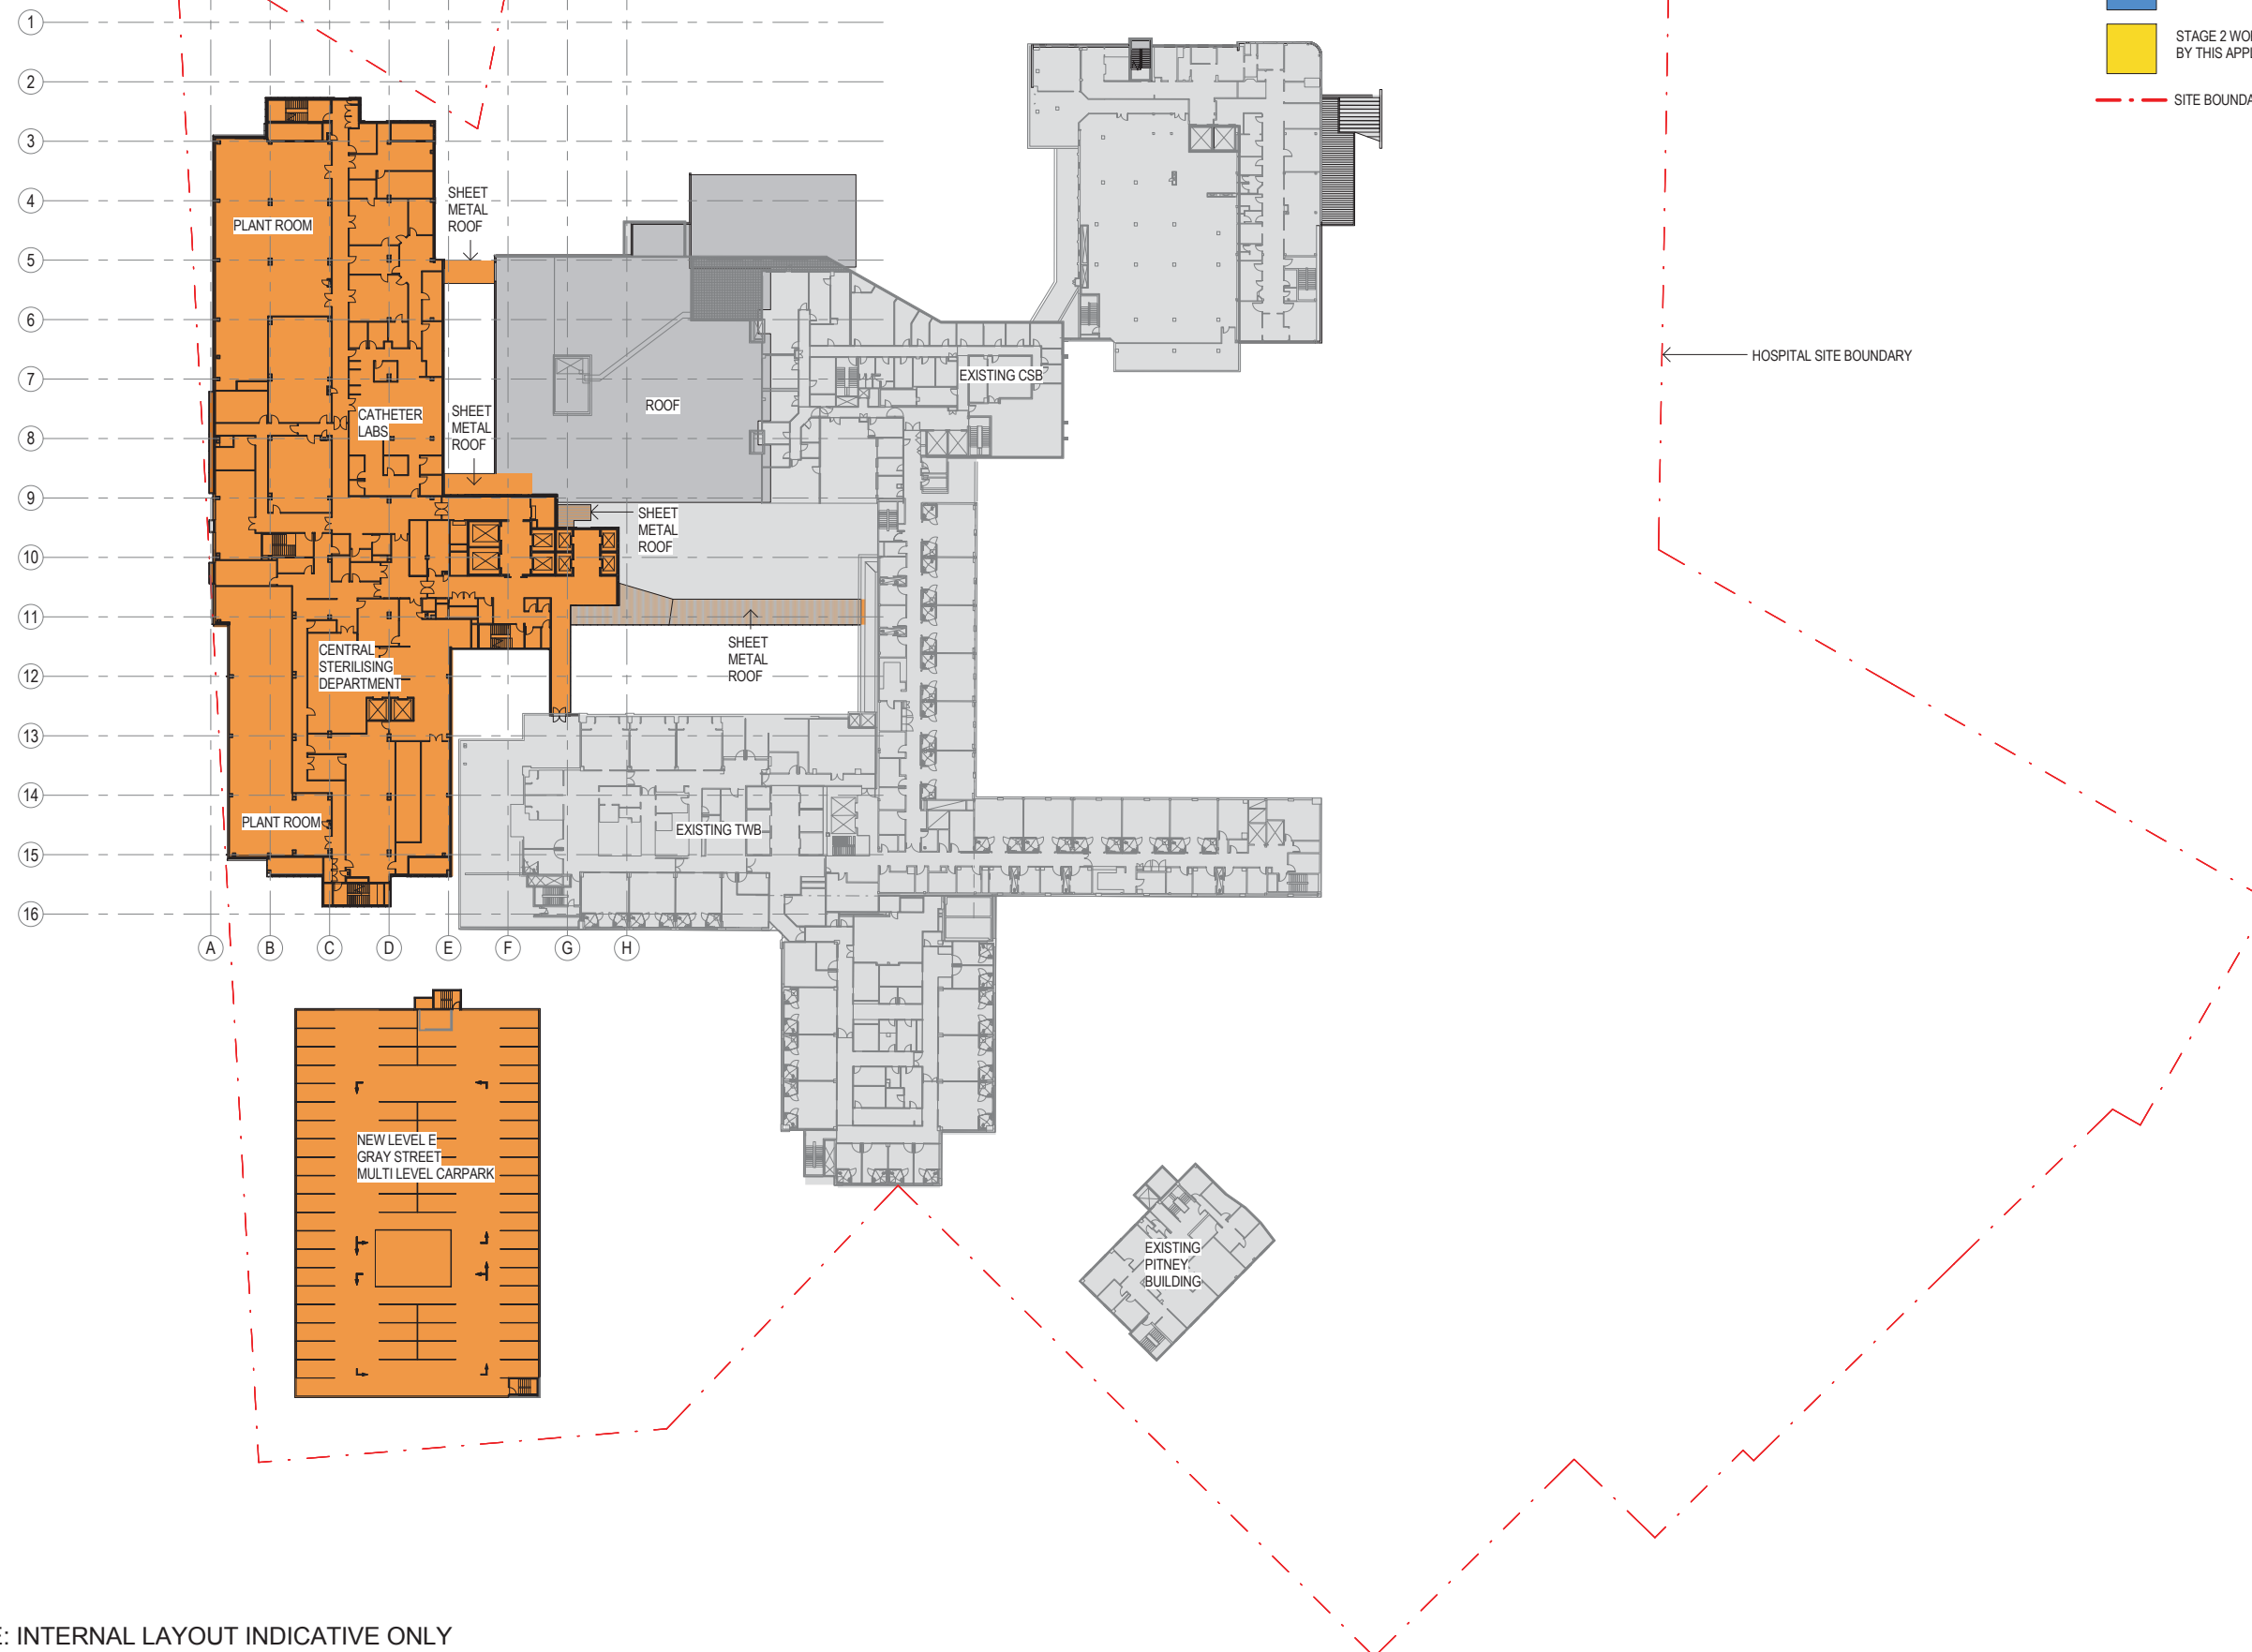 1
STAGE 2
BY THIS
2
SITE
3
SHEET
METAL
ROOF
4
PLANT ROOM
5
6
HOSPITAL SITE BOUNDARY
EXISTING CSB
7
ROOF
CATHETER
LABS
SHEET
METAL
ROOF
8
9
SHEET
METAL
ROOF
10
11
SHEET
METAL
ROOF
CENTRAL
STERILISING
DEPARTMENT
12
13
14
PLANT ROOM
EXISTING TWB
15
16
A B C D E F G H
NEW LEVEL E
GRAY STREET
MULTI LEVEL CARPARK
EXISTING
PITNEY
BUILDING
INTERNAL LAYOUT INDICATIVE ONLY